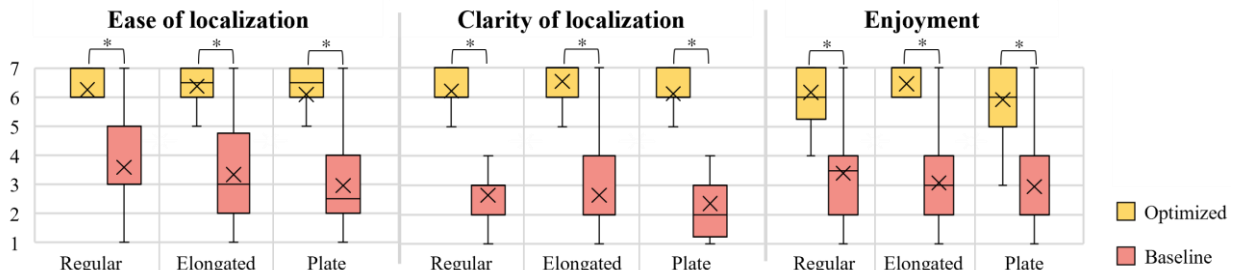 Ease of localization Clarity of localization Enjoyment
* * * * * * * * *
7
6
5
4
3
2
1
Regular Elongated Plate Regular Elongated Plate Regular Elongated Plate
Optimized
Baseline